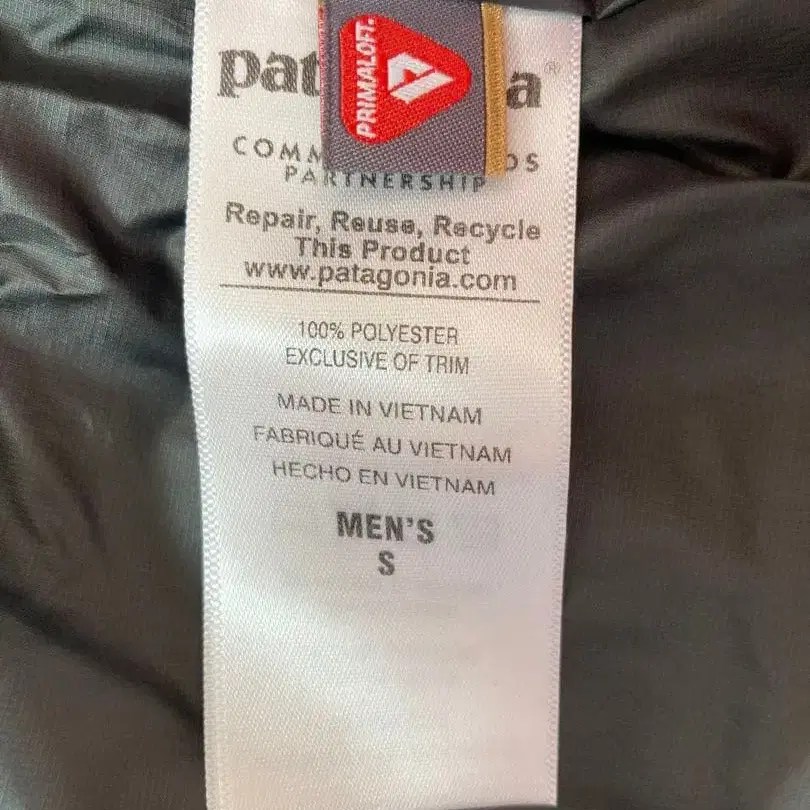 PRIMALOFT.
®
PARTNERSHIP
Repair, Reuse, Recycle
This Product
www.patagonia.com
100% POLYESTER
EXCLUSIVE OF TRIM
MADE IN VIETNAM
FABRIQUÉ AU VIETNAM
HECHO EN VIETNAM
MEN'S
S